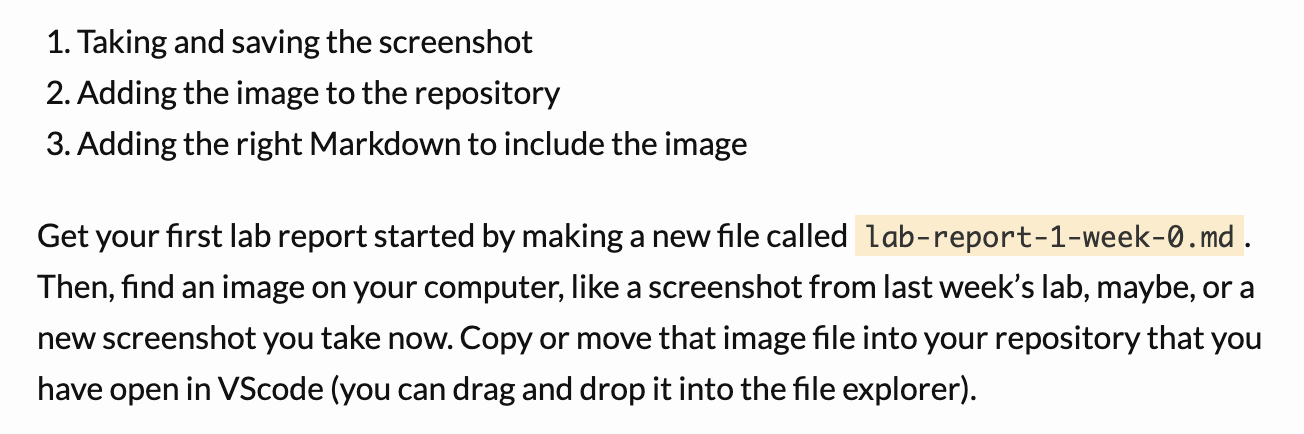 1. Taking and saving the screenshot
2. Adding the image to the repository
3. Adding the right Markdown to include the image
Get your first lab report started by making a new file called lab-report-1-week-0.md.
Then, find an image on your computer, like a screenshot from last week’s lab, maybe, or a
new screenshot you take now. Copy or move that image file into your repository that you
have open in VScode (you can drag and drop it into the file explorer).